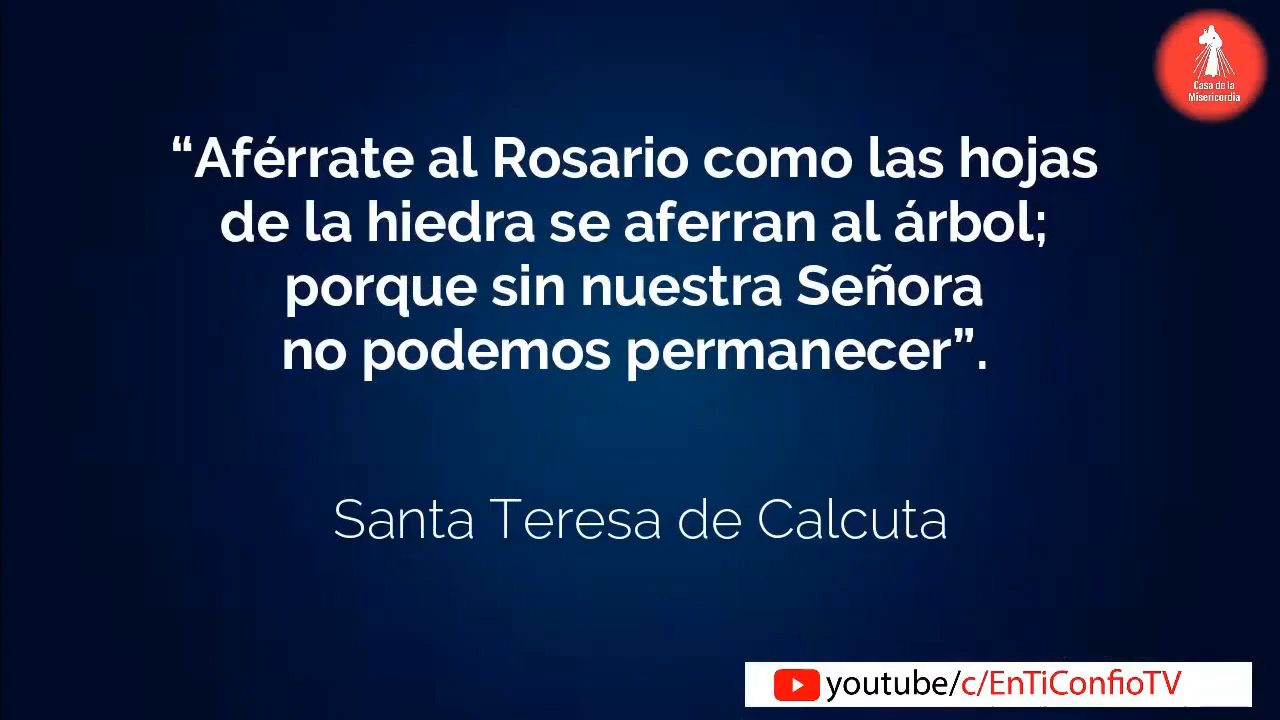 Casa de la
Misericordia
“Aférrate al Rosario como las hojas
de la hiedra se aferran al árbol;
porque sin nuestra Señora
no podemos permanecer”.
Santa Teresa de Calcuta
youtube/c/EnTiConfioTV